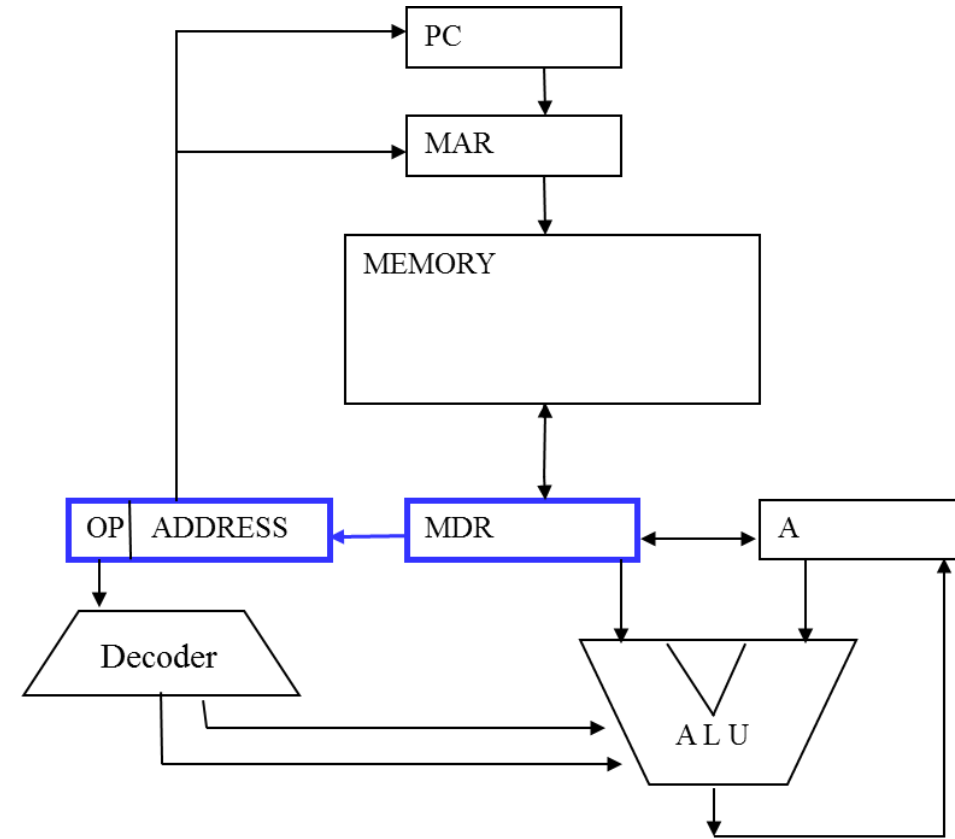 PC
MAR
MEMORY
OP ADDRESS
MDR
A
Decoder
A L U